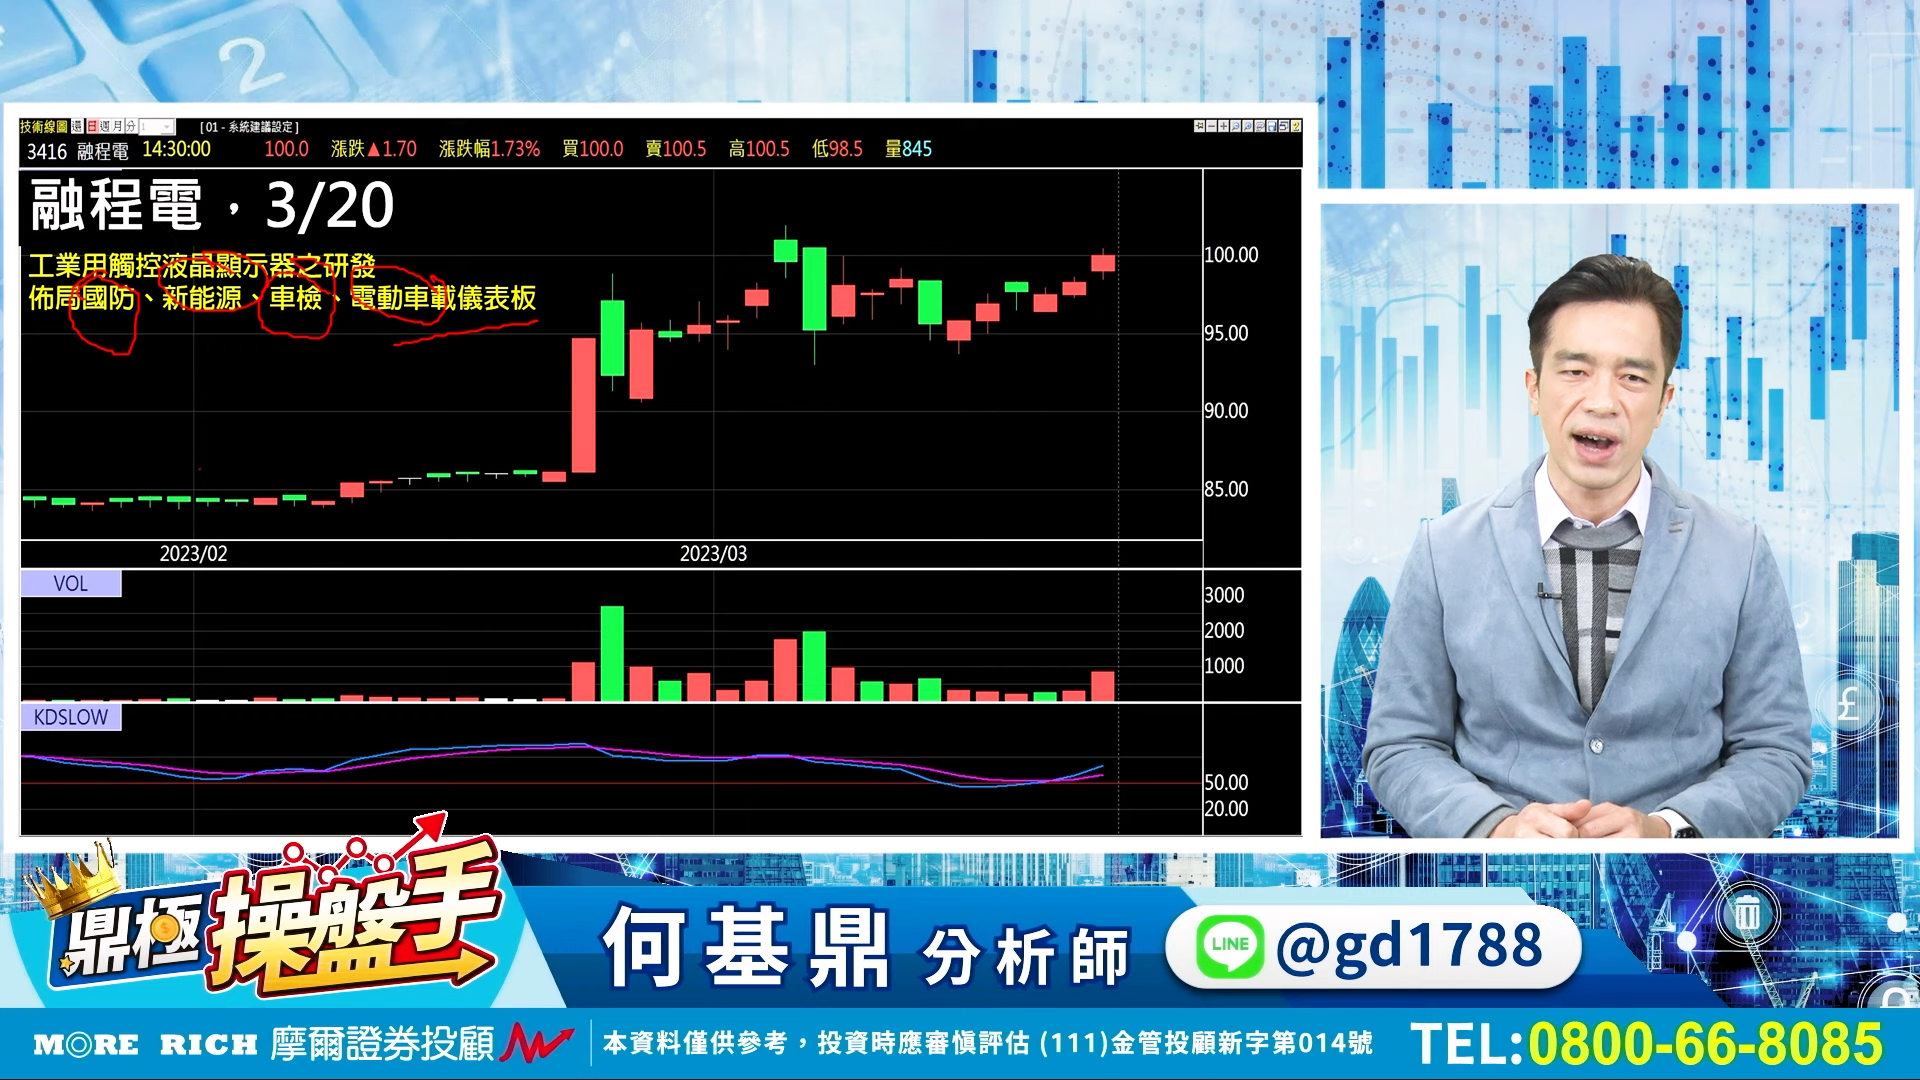 2
技術線圖 還 日 週 月 分 1 [ 01 - 系統建議設定 ]
3416 融程電 14:30:00 100.0 漲跌▲1.70 漲跌幅1.73% 買100.0 賣100.5 高100.5 低98.5 量845
融程電，3/20
工業用觸控液晶顯示器之研發
佈局國防、新能源、車檢、電動車載儀表板
100.00
95.00
90.00
85.00
2023/02 2023/03
VOL
3000
2000
1000
KDSLOW
50.00
20.00
£
鼎極操盤手
何基鼎 分析師
LINE @gd1788
MORE RICH 摩爾證券投顧
本資料僅供參考，投資時應審慎評估 (111)金管投顧新字第014號
TEL:0800-66-8085